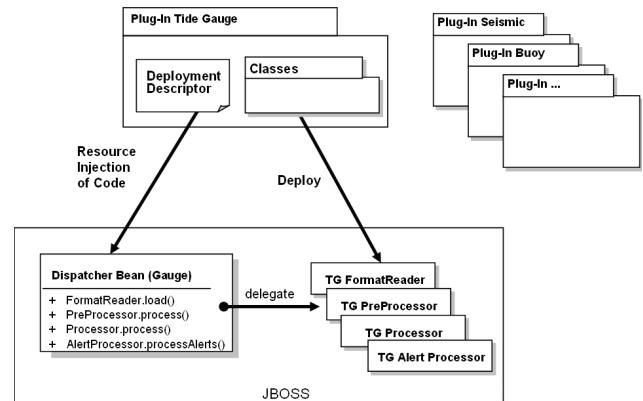 Plug-In Tide Gauge
Deployment
Descriptor
Classes
Plug-In Seismic
Plug-In Buoy
Plug-In ...
Resource
Injection
of Code
Deploy
Dispatcher Bean (Gauge)
+ FormatReader.load()
+ PreProcessor.process()
+ Processor.process()
+ AlertProcessor.processAlerts()
delegate
TG FormatReader
TG PreProcessor
TG Processor
TG Alert Processor
JBOSS